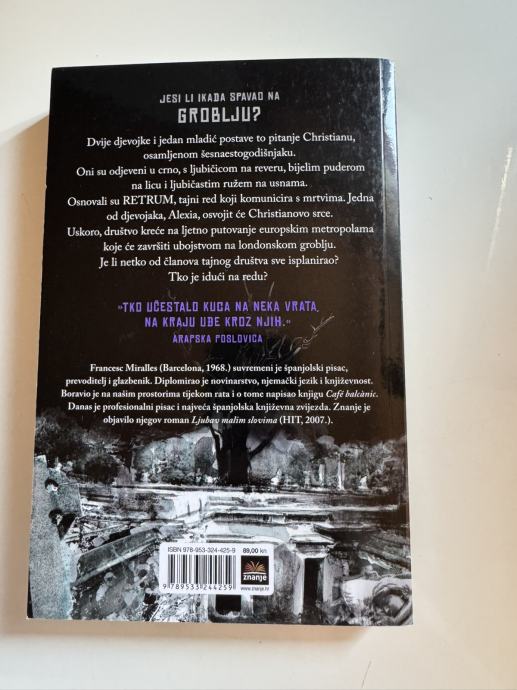 JESI LI IKADA SPAVAO NA
GROBLJU?
Dvije djevojke i jedan mladić postave to pitanje Christianu,
osamljenom šesnaestogodišnjaku.
Oni su odjeveni u crno, s ljubičicom na reveru, bijelim puderom
na licu i ljubičastim ružem na usnama.
Osnovali su RETRUM, tajni red koji komunicira s mrtvima. Jedna
od djevojaka, Alexia, osvojit će Christianovo srce.
Uskoro, društvo kreće na ljetno putovanje europskim metropolama
koje će završiti ubojstvom na londonskom groblju.
Je li netko od članova tajnog društva sve isplanirao?
Tko je idući na redu?
"TKO UČESTALO KUCA NA NEKA VRATA,
NA KRAJU UĐE KROZ NJIH."
ARAPSKA POSLOVICA
Francesc Miralles (Barcelona, 1968.) suvremeni je španjolski pisac,
prevoditelj i glazbenik. Diplomirao je novinarstvo, njemački jezik i književnost.
Boravio je na našim prostorima tijekom rata i o tome napisao knjigu Café balcànic.
Danas je profesionalni pisac i najveća španjolska književna zvijezda. Znanje je
objavilo njegov roman Ljubav malim slovima (HIT, 2007.).
ISBN 978-953-324-425-9
89,00 kn
9 789533 244259
znanje
www.znanje.hr